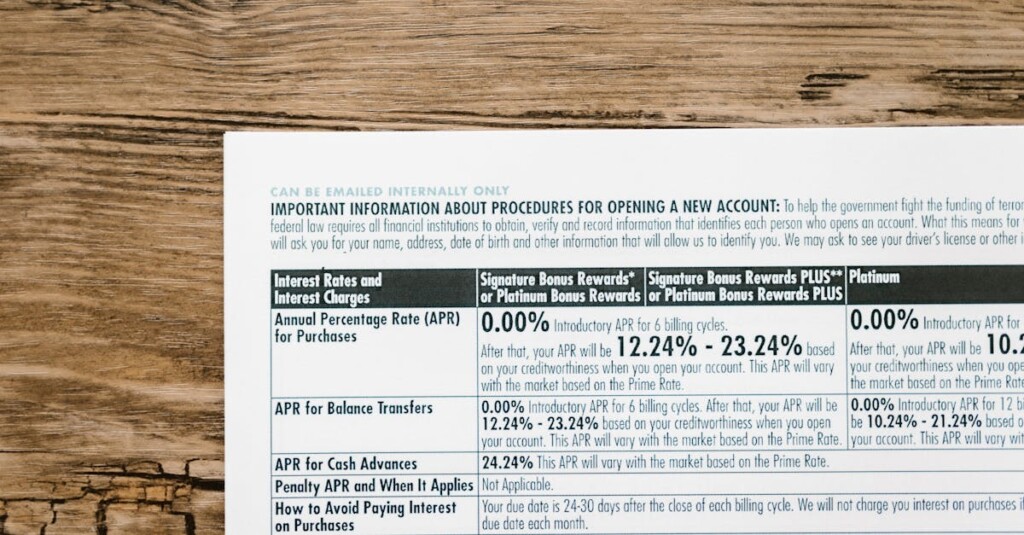 CAN BE EMAILED INTERNALLY ONLY
IMPORTANT INFORMATION ABOUT PROCEDURES FOR OPENING A NEW ACCOUNT: To help the government fight the funding of
federal law requires all financial institutions to obtain, verify and record information that identifies each person who opens an account. What this means for
will ask you for your name, address, date of birth and other information that will allow us to identify you. We may ask to see your driver's license or other
Interest Rates and
Interest Charges
Signature Bonus Rewards*
or Platinum Bonus Rewards
Signature Bonus Rewards PLUS**
or Platinum Bonus Rewards PLUS
Platinum
Annual Percentage Rate (APR)
for Purchases
0.00% Introductory APR for 6 billing cycles.
After that, your APR will be 12.24% - 23.24% based
on your creditworthiness when you open your account. This APR will vary
with the market based on the Prime Rate.
0.00% Introductory APR for
After that, your APR will be
your creditworthiness when you
the market based on the Prime
APR for Balance Transfers
0.00% Introductory APR for 6 billing cycles. After that, your APR will be
12.24% - 23.24% based on your creditworthiness when you open
your account. This APR will vary with the market based on the Prime Rate.
0.00% Introductory APR for 12
be 10.24% - 21.24% based
your account. This APR will vary
APR for Cash Advances
24.24% This APR will vary with the market based on the Prime Rate.
Penalty APR and When It Applies
Not Applicable.
How to Avoid Paying Interest
on Purchases
Your due date is 24-30 days after the close of each billing cycle. We will not charge you interest on purchases
due date each month.